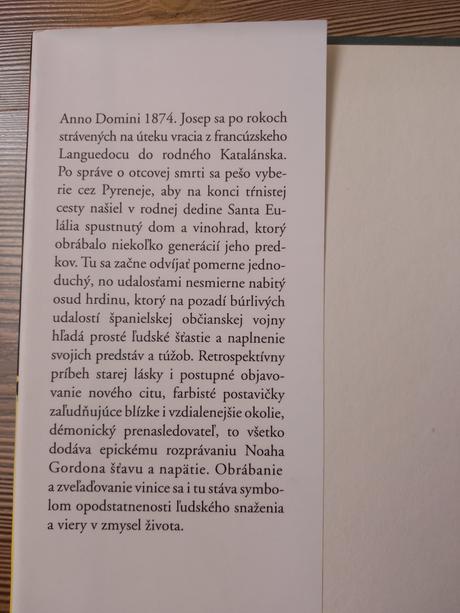 Anno Domini 1874. Josep sa po rokoch
strávených na úteku vracia z francúzskeho
Languedocu do rodného Katalánska.
Po správe o otcovej smrti sa pešo vybe-
rie cez Pyreneje, aby na konci tŕnistej
cesty našiel v rodnej dedine Santa Eu-
lália spustnutý dom a vinohrad, ktorý
obrábalo niekoľko generácií jeho pred-
kov. Tu sa začne odvíjať pomerne jedno-
duchý, no udalosťami nesmierne nabitý
osud hrdinu, ktorý na pozadí búrlivých
udalostí španielskej občianskej vojny
hľadá prosté ľudské šťastie a naplnenie
svojich predstáv a túžob. Retrospektívny
príbeh starej lásky i postupné objavo-
vanie nového citu, farbisté postavičky
zaľudňujúce blízke i vzdialenejšie okolie,
démonický prenasledovateľ, to všetko
dodáva epickému rozprávaniu Noaha
Gordona šťavu a napätie. Obrábanie
a zveľaďovanie vinice sa i tu stáva symbo-
lom opodstatnenosti ľudského snaženia
a viery v zmysel života.